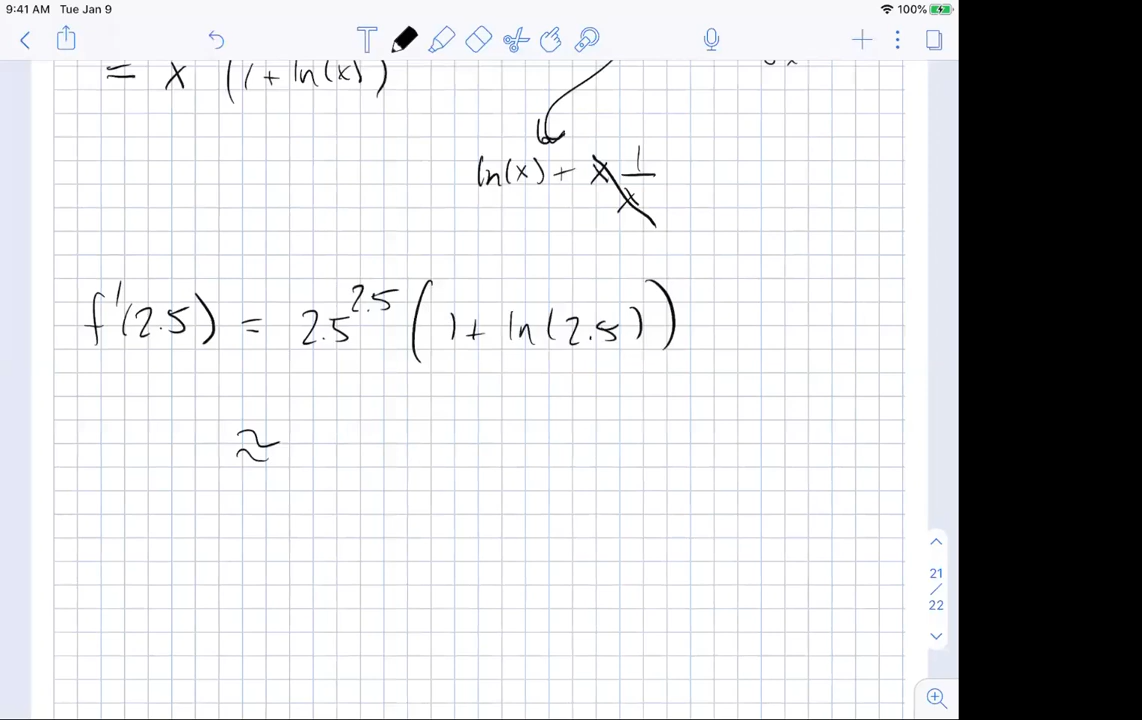 9:41 AM Tue Jan 9
100%
T
= x (1 + ln(x))
ln(x) + x 1/x
f'(2.5) = 2.5^2.5 (1 + ln(2.5))
≈
21
/
22